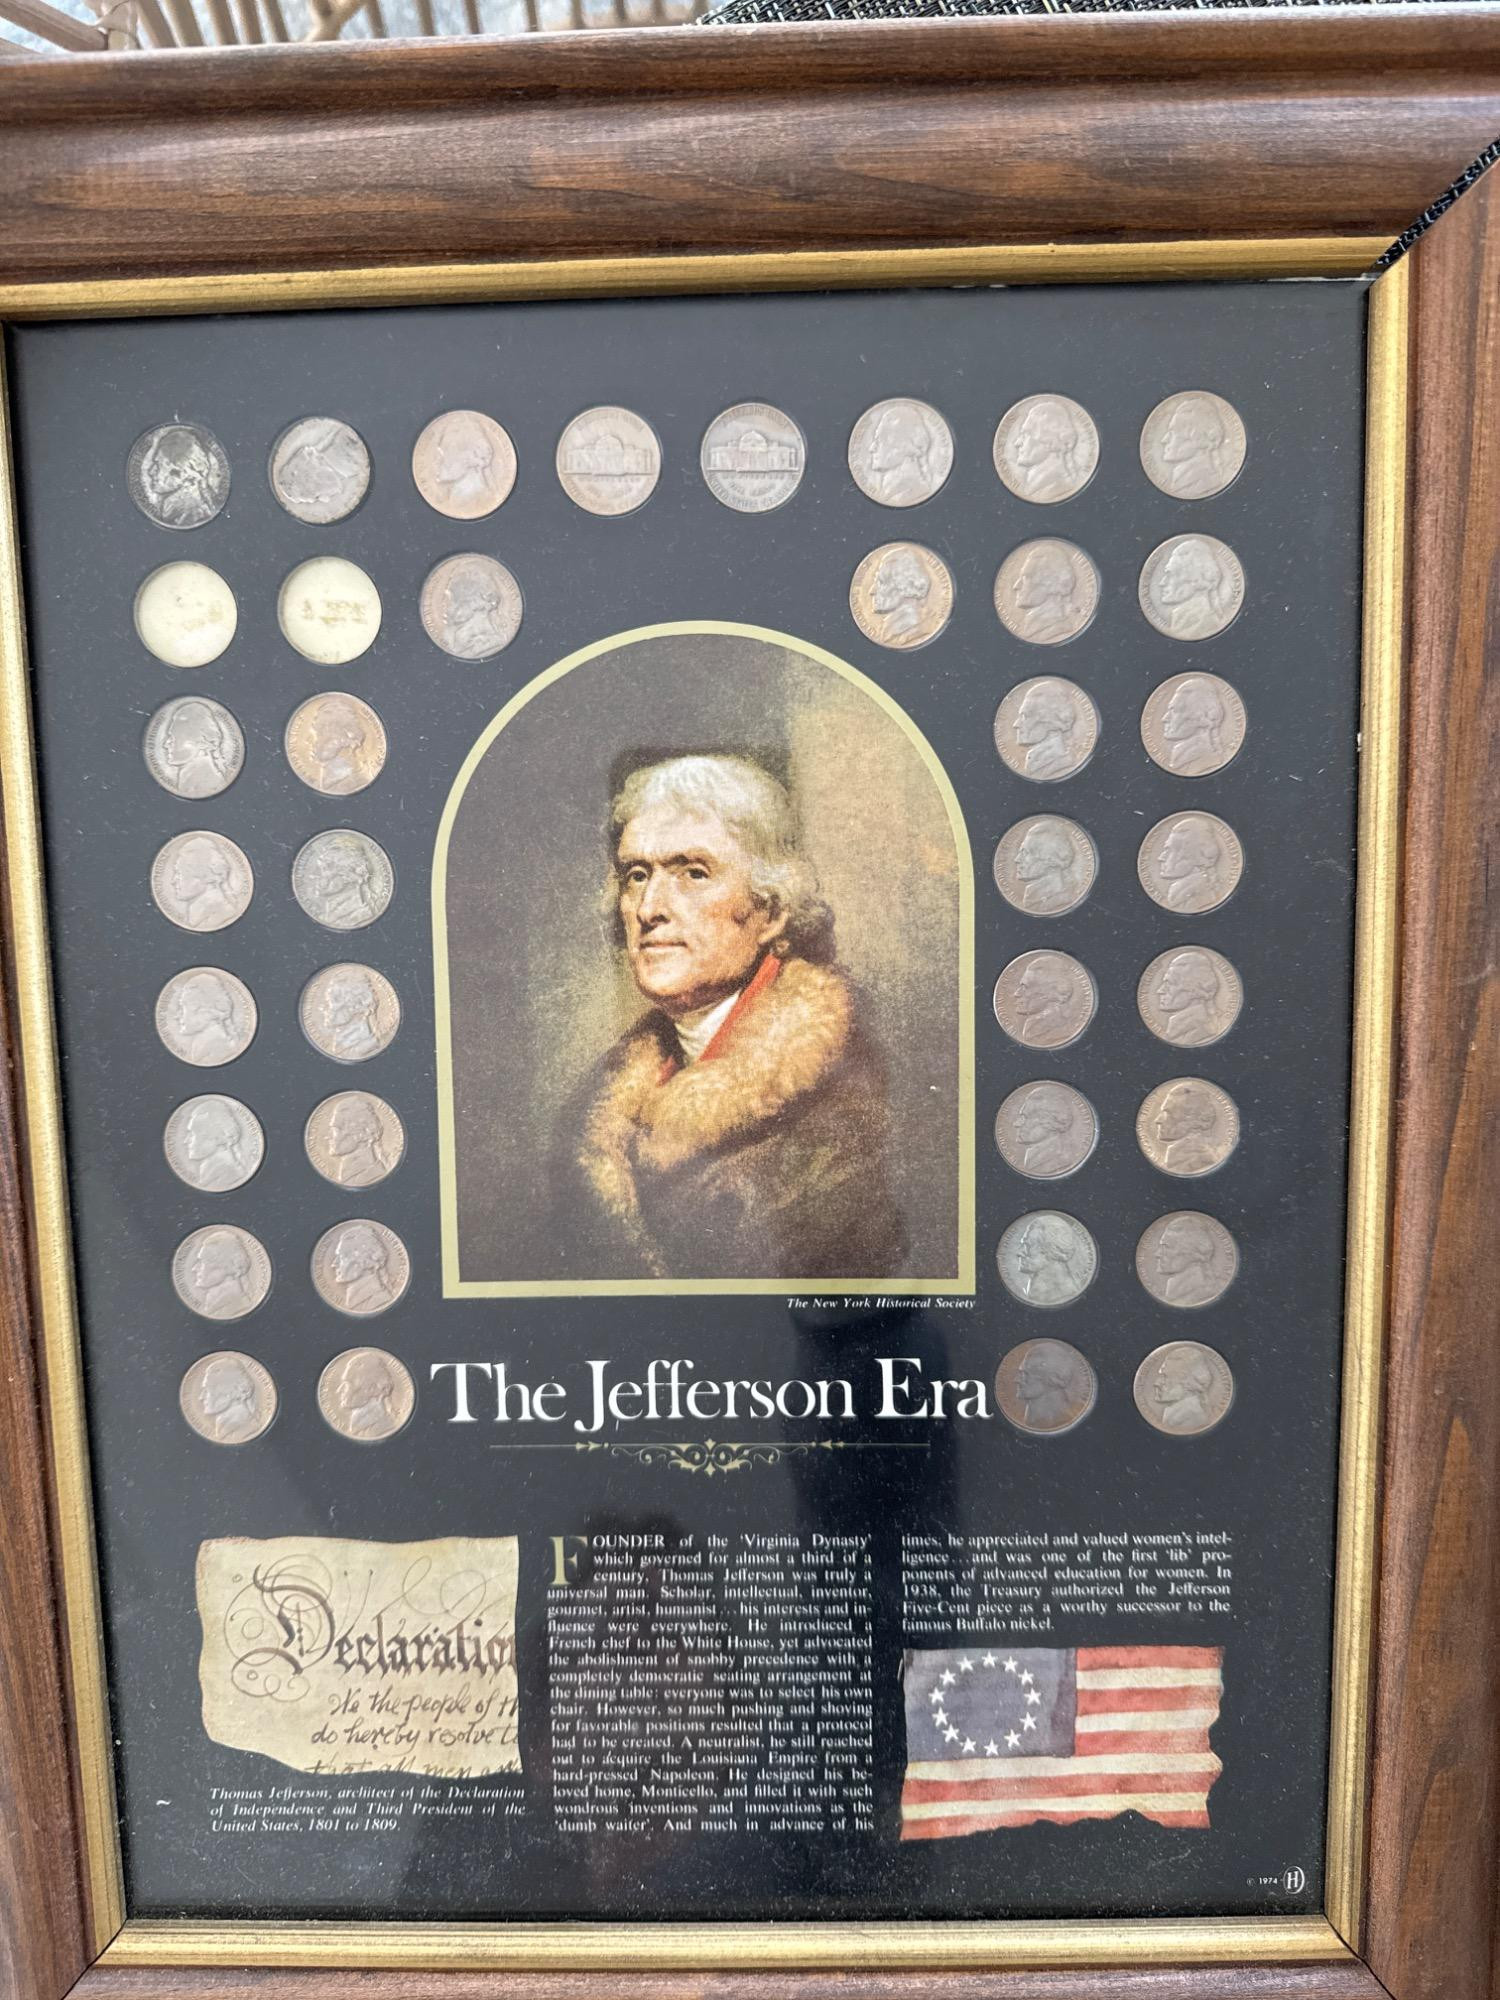 The New York Historical Society
The Jefferson Era
Declaration
We the people of th
do hereby resolve to
that all men a
Thomas Jefferson, architect of the Declaration
of Independence and Third President of the
United States, 1801 to 1809.
FOUNDER of the 'Virginia Dynasty'
which governed for almost a third of a
century, Thomas Jefferson was truly a
universal man. Scholar, intellectual, inventor,
gourmet, artist, humanist . . . his interests and in-
fluence were everywhere. He introduced a
French chef to the White House, yet advocated
the abolishment of snobby precedence with a
completely democratic seating arrangement at
the dining table; everyone was to select his own
chair. However, so much pushing and shoving
for favorable positions resulted that a protocol
had to be created. A neutralist, he still reached
out to acquire the Louisiana Empire from a
hard-pressed Napoleon. He designed his be-
loved home, Monticello, and filled it with such
wondrous inventions and innovations as the
'dumb waiter'. And much in advance of his
times, he appreciated and valued women's intel-
ligence . . . and was one of the first 'lib' pro-
ponents of advanced education for women. In
1938, the Treasury authorized the Jefferson
Five-Cent piece as a worthy successor to the
famous Buffalo nickel.
© 1974 H